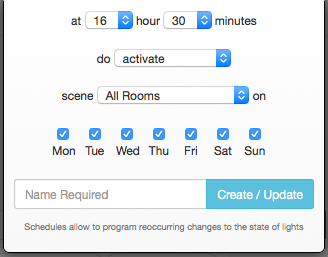 at 16 hour 30 minutes
do activate
scene All Rooms on
Mon Tue Wed Thu Fri Sat Sun
Name Required Create / Update
Schedules allow to program reoccurring changes to the state of lights